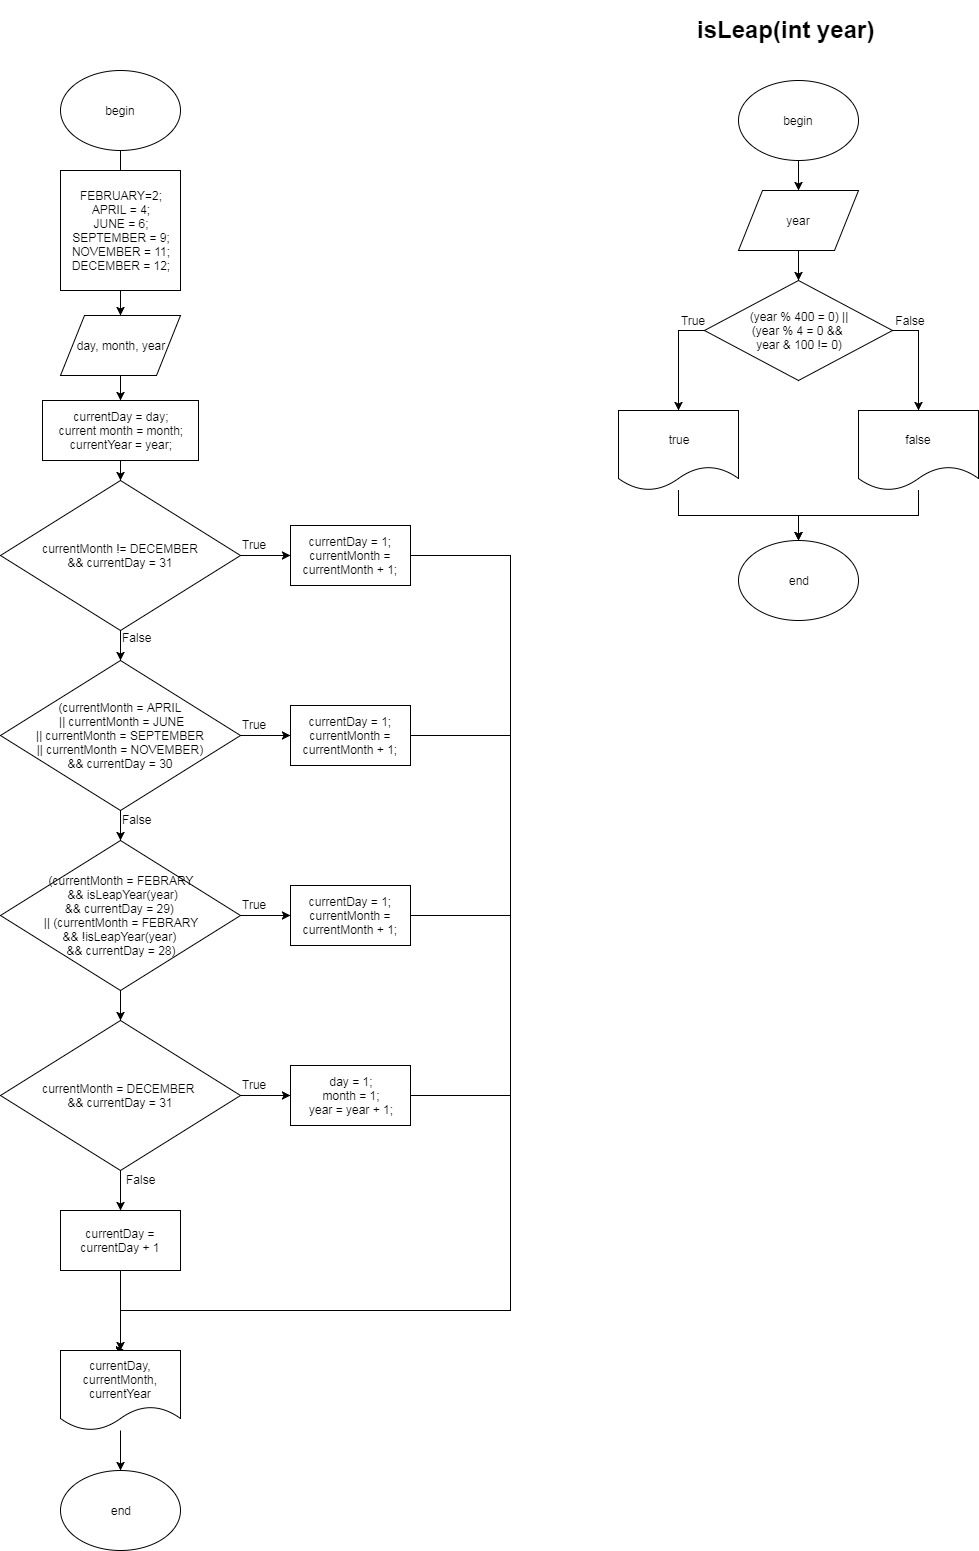 isLeap(int year)
begin
FEBRUARY=2;
APRIL = 4;
JUNE = 6;
SEPTEMBER = 9;
NOVEMBER = 11;
DECEMBER = 12;
day, month, year
currentDay = day;
current month = month;
currentYear = year;
currentMonth != DECEMBER
&& currentDay = 31
True
currentDay = 1;
currentMonth =
currentMonth + 1;
False
(currentMonth = APRIL
|| currentMonth = JUNE
|| currentMonth = SEPTEMBER
|| currentMonth = NOVEMBER)
&& currentDay = 30
True
currentDay = 1;
currentMonth =
currentMonth + 1;
False
(currentMonth = FEBRARY
&& isLeapYear(year)
&& currentDay = 29)
|| (currentMonth = FEBRARY
&& !isLeapYear(year)
&& currentDay = 28)
True
currentDay = 1;
currentMonth =
currentMonth + 1;
currentMonth = DECEMBER
&& currentDay = 31
True
day = 1;
month = 1;
year = year + 1;
False
currentDay =
currentDay + 1
currentDay,
currentMonth,
currentYear
end
begin
year
(year % 400 = 0) ||
(year % 4 = 0 &&
year & 100 != 0)
True
False
true
false
end